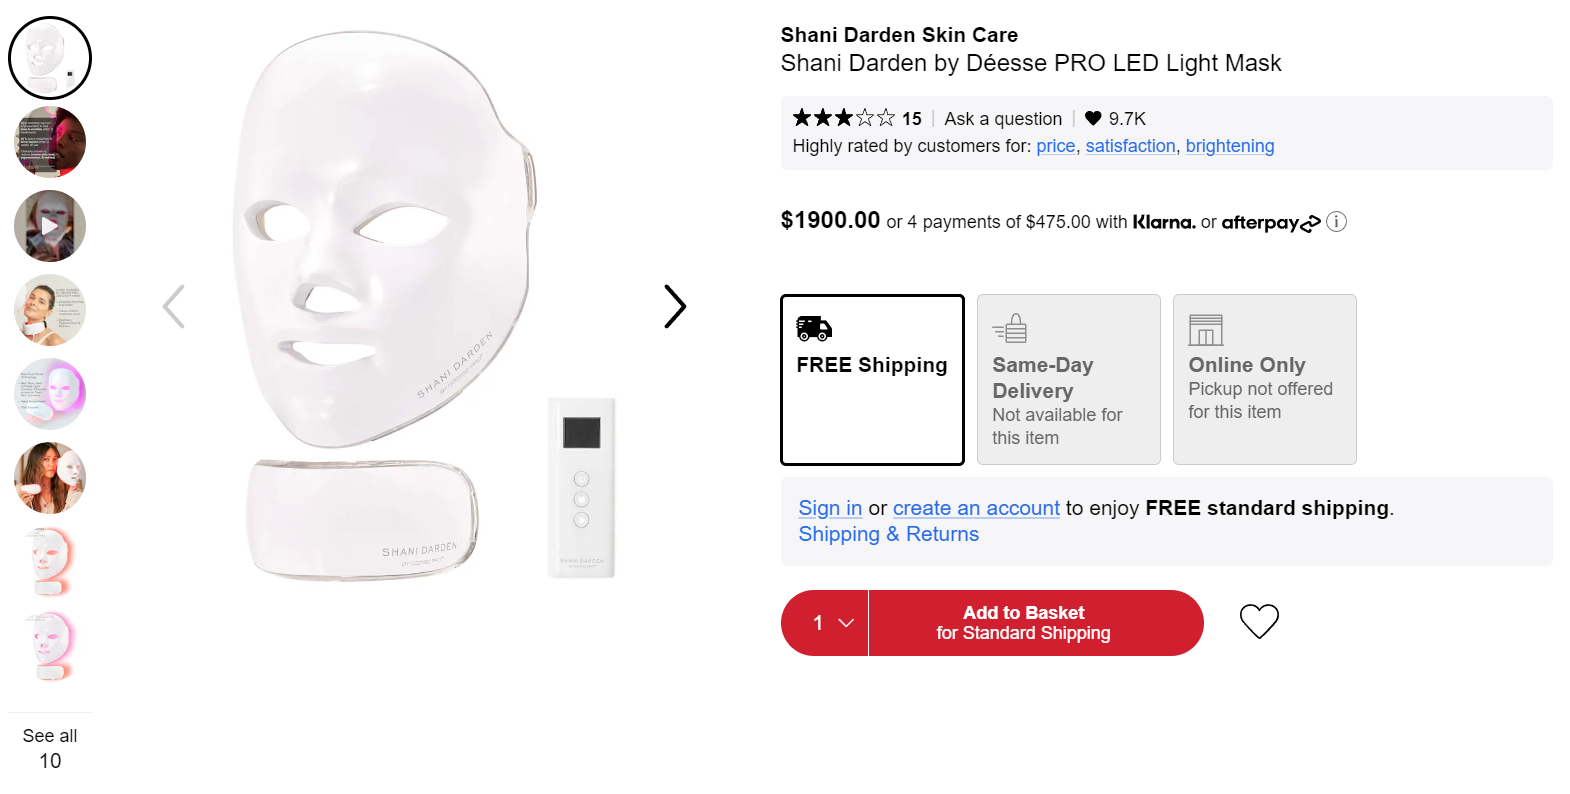 Shani Darden Skin Care
Shani Darden by Déesse PRO LED Light Mask
15 | Ask a question | 9.7K
Highly rated by customers for: price, satisfaction, brightening
$1900.00 or 4 payments of $475.00 with Klarna. or afterpay
FREE Shipping
Same-Day
Delivery
Not available for
this item
Online Only
Pickup not offered
for this item
Sign in or create an account to enjoy FREE standard shipping.
Shipping & Returns
1
Add to Basket
for Standard Shipping
SHANI DARDEN
SHANI DARDEN
SHANI DARDEN
See all
10